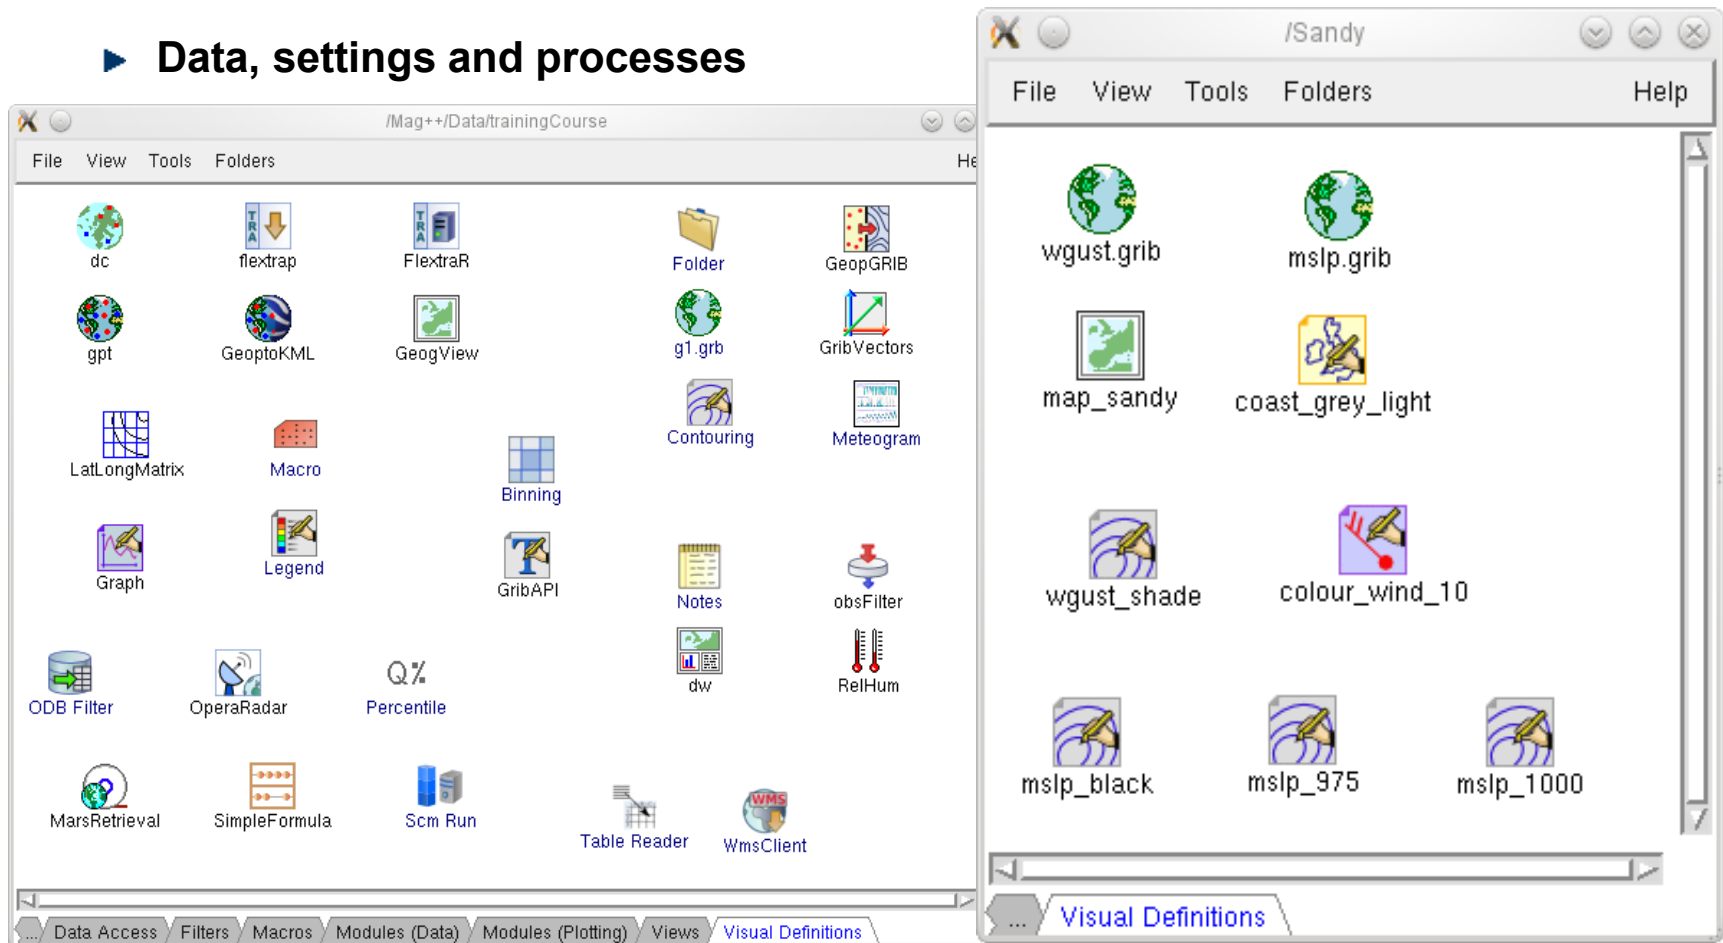 Data, settings and processes
/Mag++/Data/trainingCourse
File View Tools Folders He
dc flextrap FlextraR Folder GeopGRIB
gpt GeoptoKML GeogView g1.grb GribVectors
Contouring Meteogram
LatLongMatrix Macro
Binning
Graph Legend GribAPI Notes obsFilter
dw RelHum
ODB Filter OperaRadar Q% Percentile
MarsRetrieval SimpleFormula Scm Run
Table Reader WMS WmsClient
... Data Access Filters Macros Modules (Data) Modules (Plotting) Views Visual Definitions
/Sandy
File View Tools Folders Help
wgust.grib mslp.grib
map_sandy coast_grey_light
wgust_shade colour_wind_10
mslp_black mslp_975 mslp_1000
... Visual Definitions